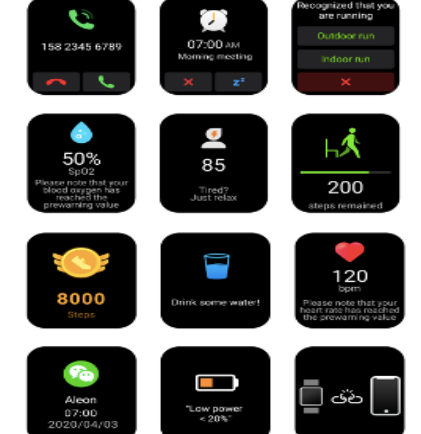 158 2345 6789
07:00 AM
Morning meeting
Recognized that you
are running
Outdoor run
Indoor run
50%
SpO2
Please note that your
blood oxygen has
reached the
prewarning value
85
Tired?
Just relax
200
steps remained
8000
Steps
Drink some water!
120
bpm
Please note that your
heart rate has reached
the prewarning value
Aleon
07:00
2020/04/03
"Low power
< 20%"